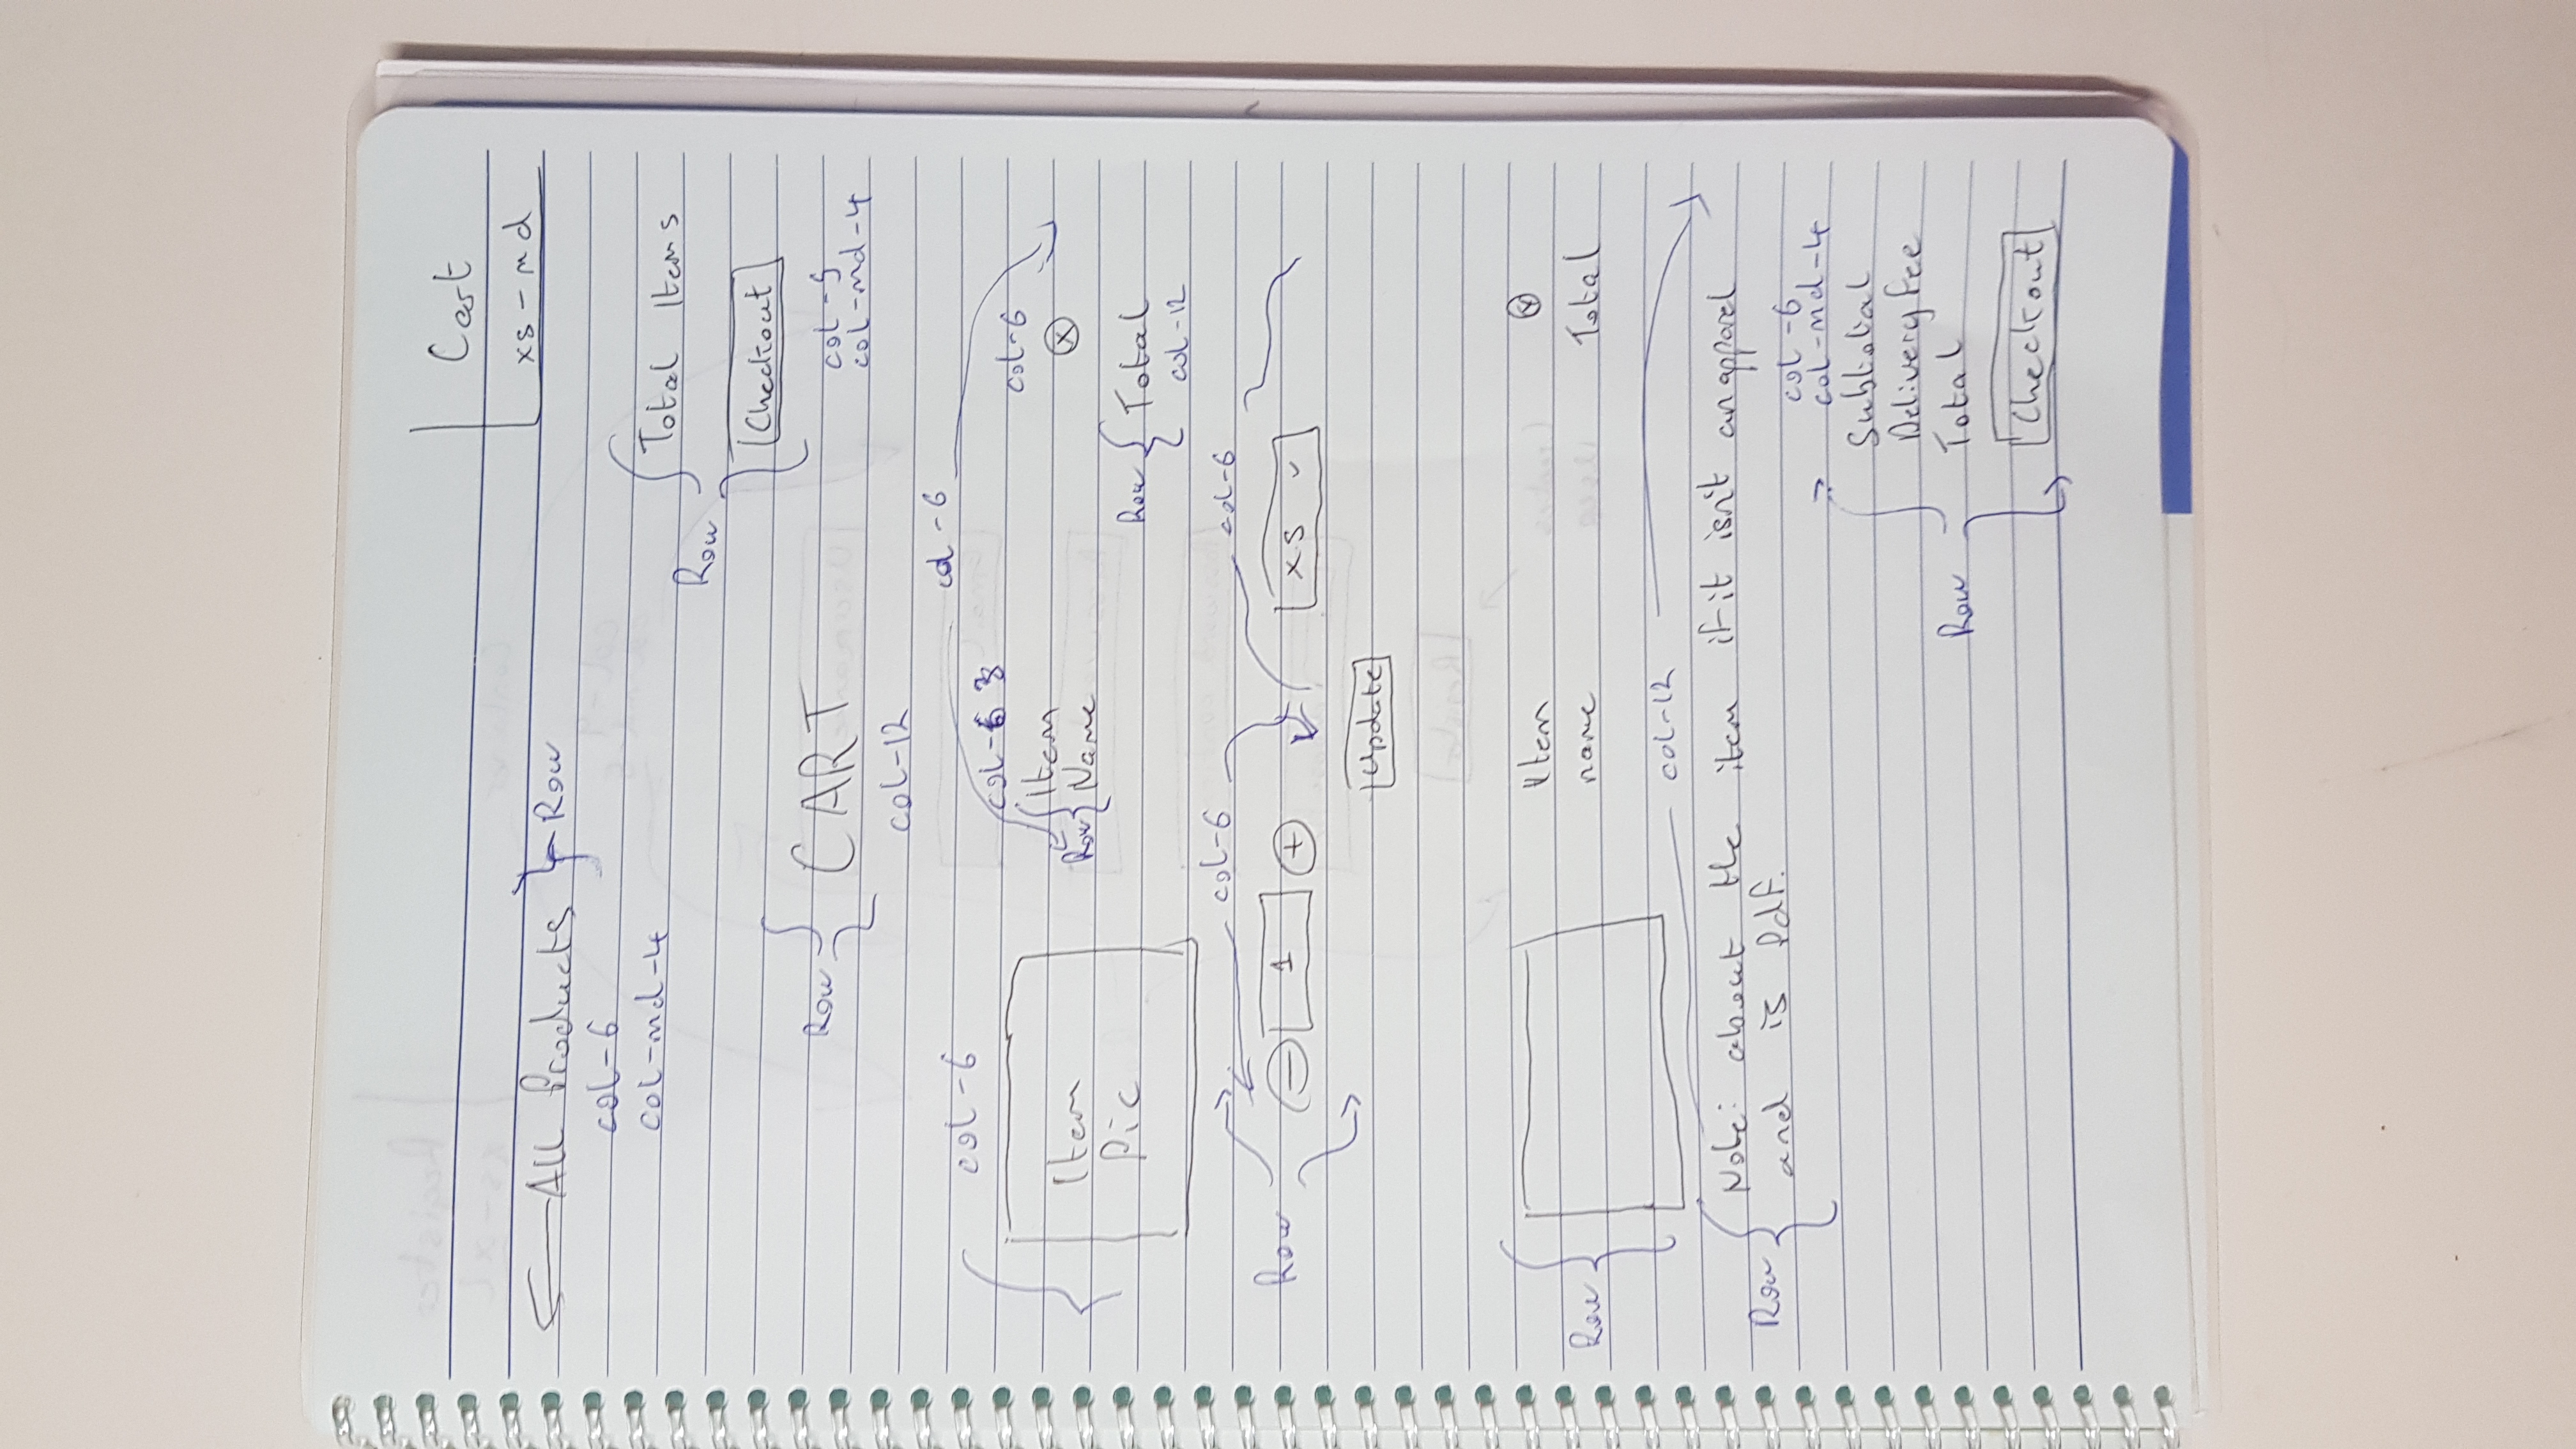 Cart
xs-md
← All Products } Row
col-6
col-md-4
Total Items
Row
Checkout
col-5
col-md-4
Row { CART
col-12
col-6
col-6
col-6 3
col-6
Item
Pic
Item
Row { Name
x
Row { Total
col-12
col-6
col-6
Row
- 1 +
xs
Update
Row
Item
name
x
Total
col-12
Row
Note: about the item if it isn't an apparel
and is Pdf.
col-6
col-md-4
Subtotal
Delivery fee
Row
Total
Checkout